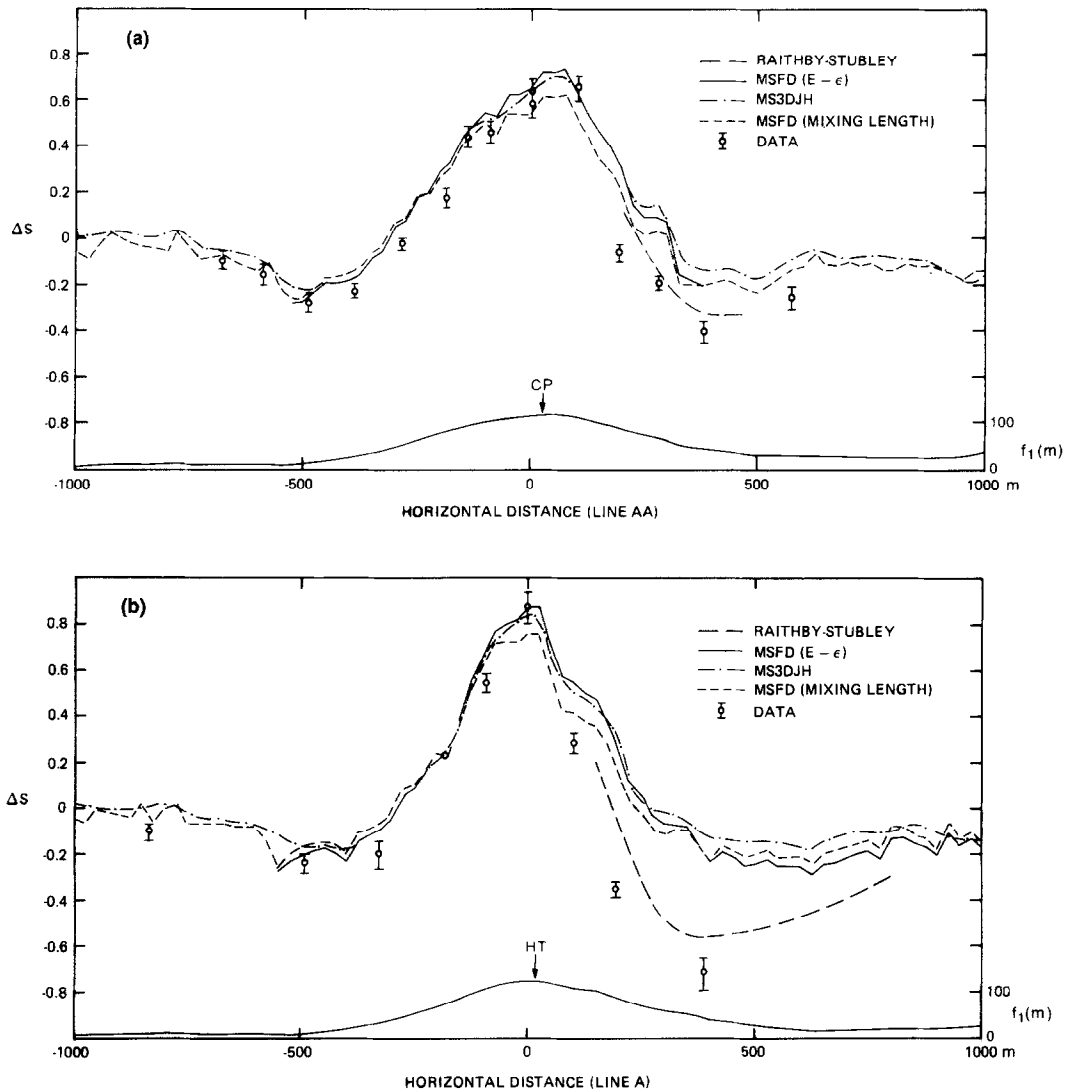 (a)
RAITHBY-STUBLEY
MSFD (E – ϵ)
MS3DJH
MSFD (MIXING LENGTH)
DATA
0.8
0.6
0.4
0.2
ΔS
0
-0.2
-0.4
-0.6
-0.8
CP
100
0
f₁(m)
-1000
-500
0
500
1000 m
HORIZONTAL DISTANCE (LINE AA)
(b)
RAITHBY-STUBLEY
MSFD (E – ϵ)
MS3DJH
MSFD (MIXING LENGTH)
DATA
0.8
0.6
0.4
0.2
ΔS
0
-0.2
-0.4
-0.6
-0.8
HT
100
0
f₁(m)
-1000
-500
0
500
1000 m
HORIZONTAL DISTANCE (LINE A)